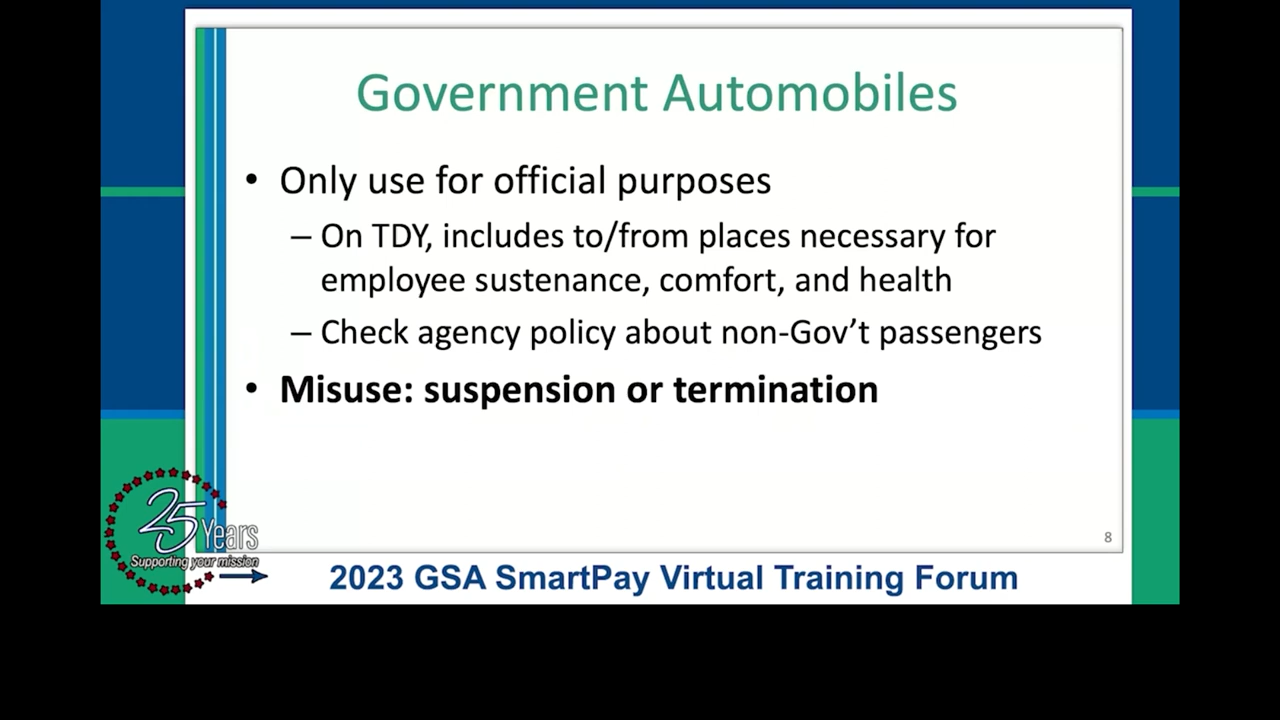 Government Automobiles
• Only use for official purposes
– On TDY, includes to/from places necessary for
employee sustenance, comfort, and health
– Check agency policy about non-Gov’t passengers
• Misuse: suspension or termination
8
25 Years
Supporting your mission
2023 GSA SmartPay Virtual Training Forum